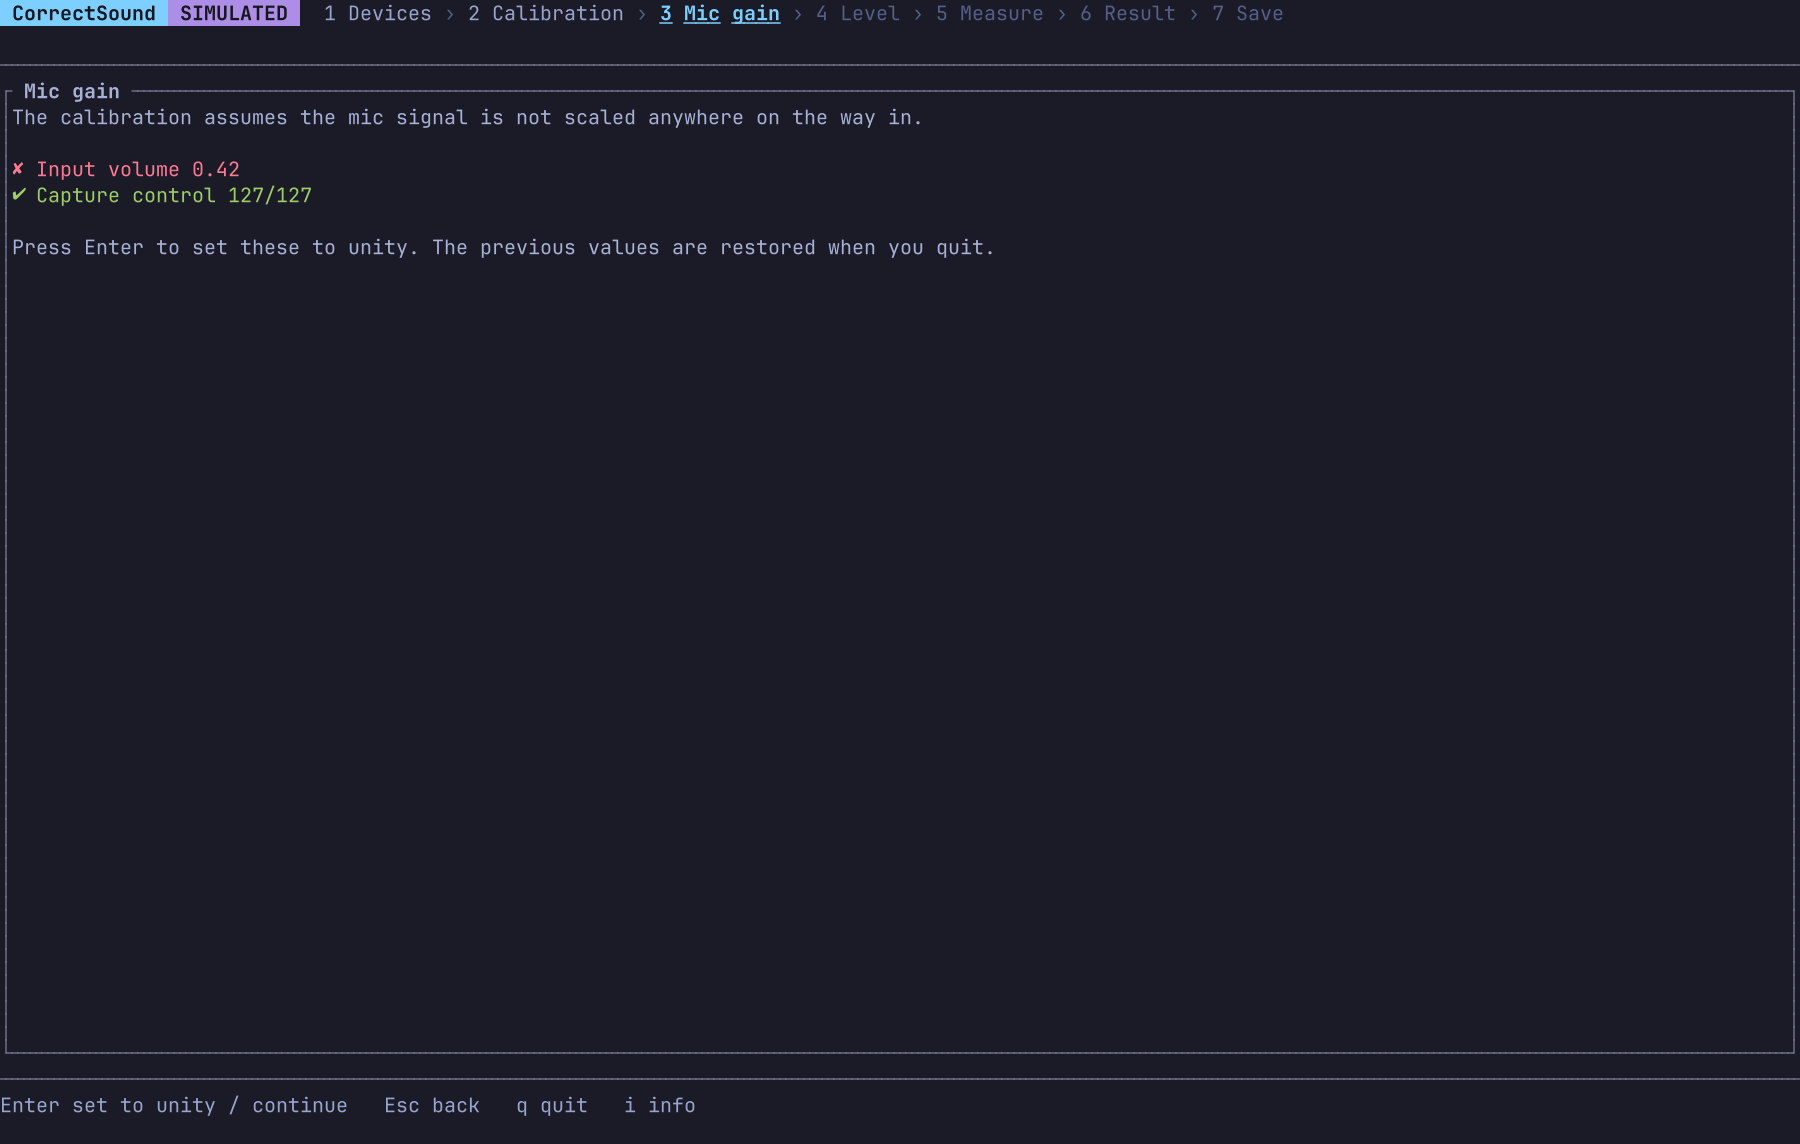 CorrectSound SIMULATED 1 Devices › 2 Calibration › 3 Mic gain › 4 Level › 5 Measure › 6 Result › 7 Save
Mic gain
The calibration assumes the mic signal is not scaled anywhere on the way in.
✘ Input volume 0.42
✔ Capture control 127/127
Press Enter to set these to unity. The previous values are restored when you quit.
Enter set to unity / continue Esc back q quit i info